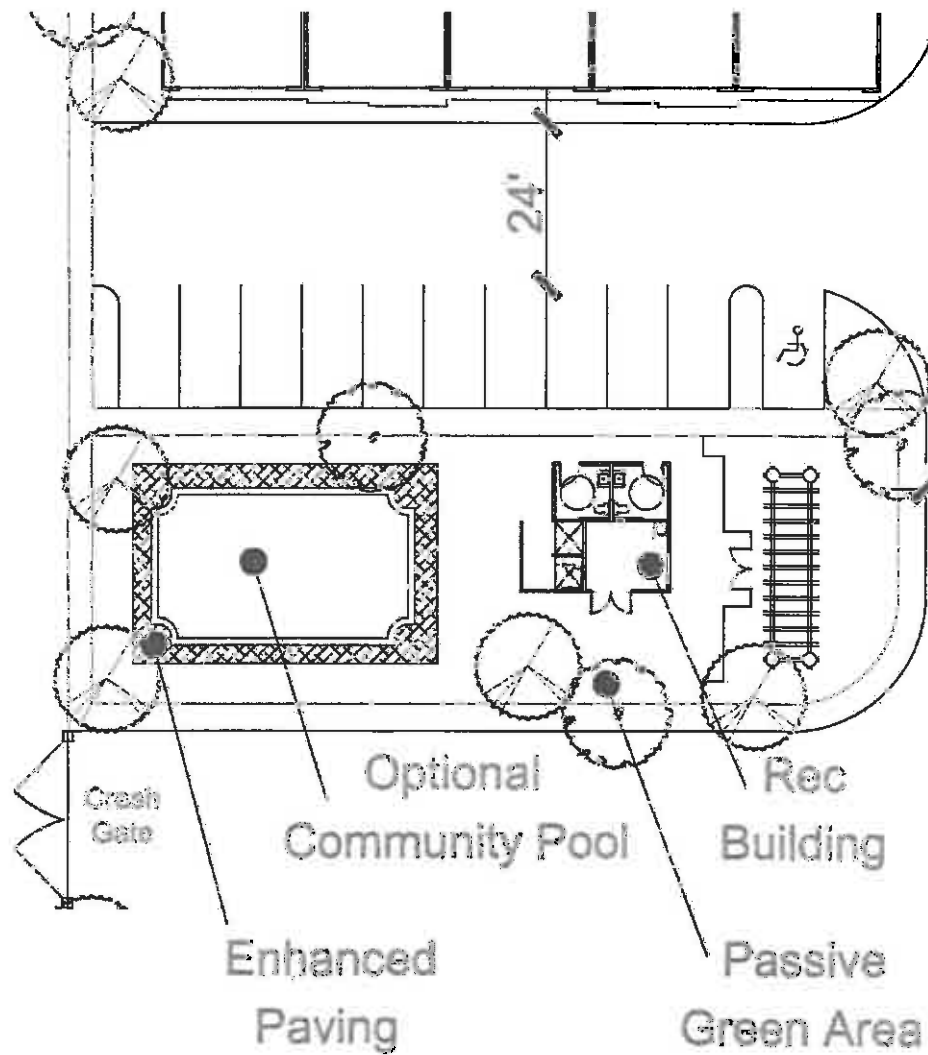 24'
Optional
Community Pool
Rec
Building
Crash
Gate
Enhanced
Paving
Passive
Green Area